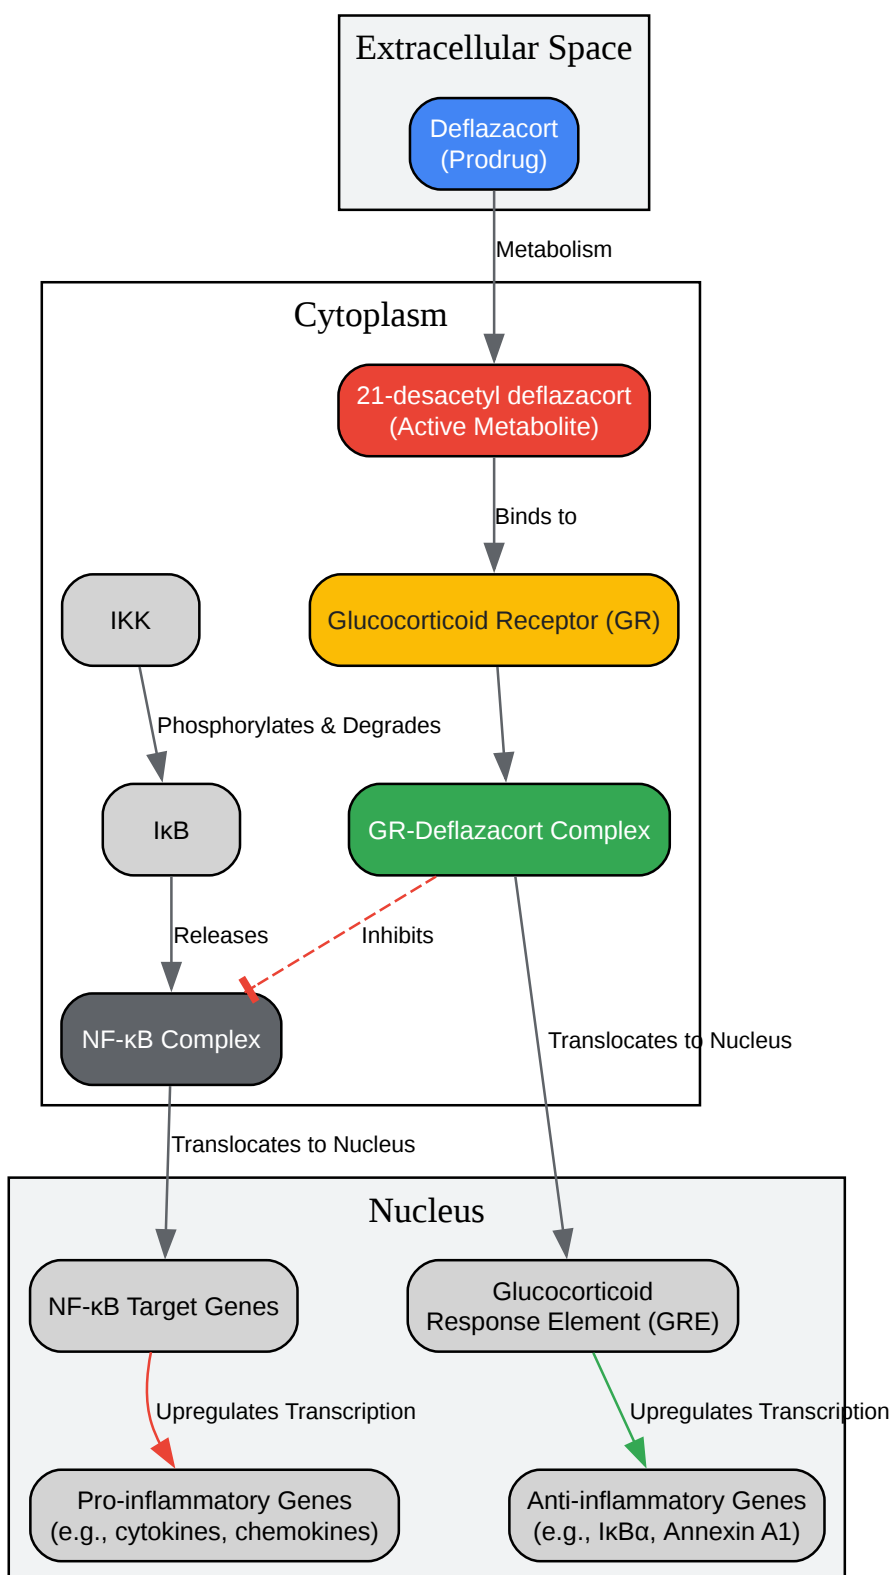 Extracellular Space
Deflazacort
(Prodrug)
Metabolism
Cytoplasm
21-desacetyl deflazacort
(Active Metabolite)
Binds to
IKK
Glucocorticoid Receptor (GR)
Phosphorylates & Degrades
IκB
GR-Deflazacort Complex
Releases
Inhibits
NF-κB Complex
Translocates to Nucleus
Translocates to Nucleus
Nucleus
NF-κB Target Genes
Glucocorticoid
Response Element (GRE)
Upregulates Transcription
Upregulates Transcription
Pro-inflammatory Genes
(e.g., cytokines, chemokines)
Anti-inflammatory Genes
(e.g., IκBα, Annexin A1)